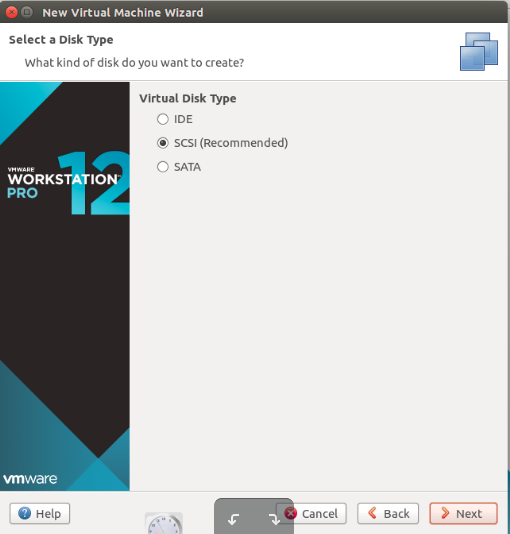 New Virtual Machine Wizard
Select a Disk Type
What kind of disk do you want to create?
Virtual Disk Type
IDE
SCSI (Recommended)
SATA
VMWARE
WORKSTATION™
PRO 12
vmware
Help
Cancel
Back
Next